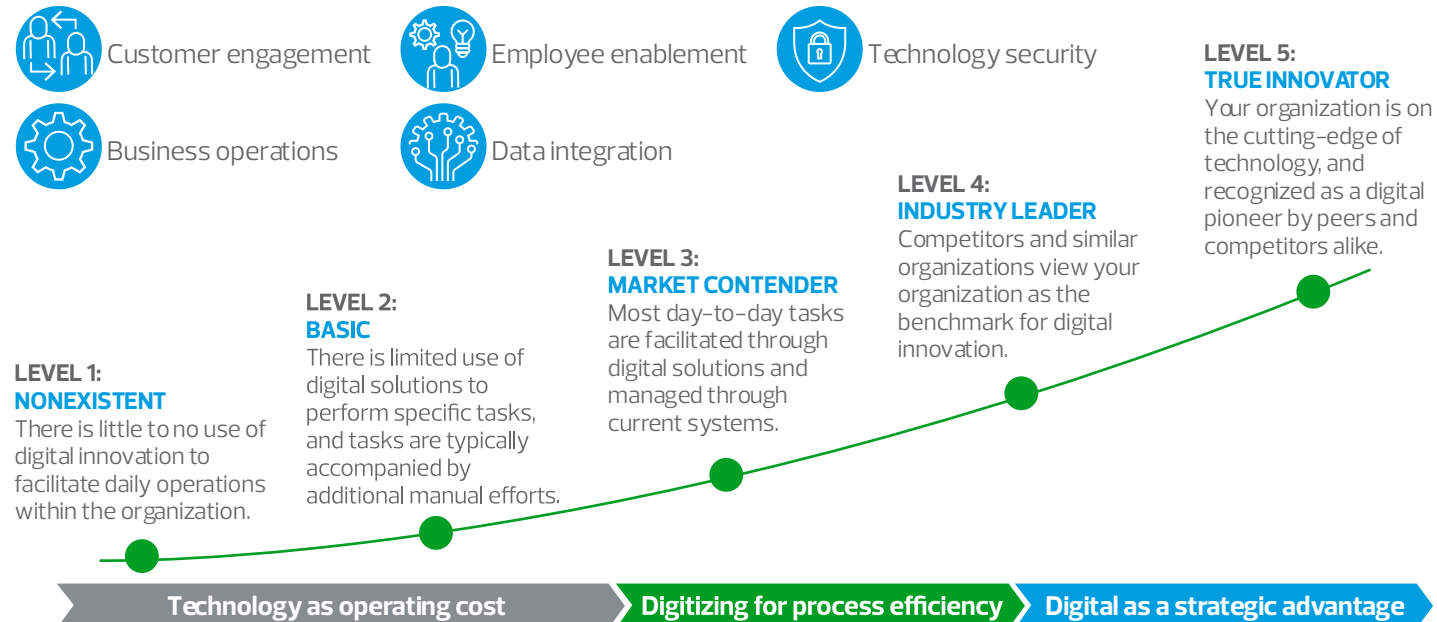 Customer engagement
Employee enablement
Technology security
Business operations
Data integration
LEVEL 1:
NONEXISTENT
There is little to no use of
digital innovation to
facilitate daily operations
within the organization.
LEVEL 2:
BASIC
There is limited use of
digital solutions to
perform specific tasks,
and tasks are typically
accompanied by
additional manual efforts.
LEVEL 3:
MARKET CONTENDER
Most day-to-day tasks
are facilitated through
digital solutions and
managed through
current systems.
LEVEL 4:
INDUSTRY LEADER
Competitors and similar
organizations view your
organization as the
benchmark for digital
innovation.
LEVEL 5:
TRUE INNOVATOR
Your organization is on
the cutting-edge of
technology, and
recognized as a digital
pioneer by peers and
competitors alike.
Technology as operating cost
Digitizing for process efficiency
Digital as a strategic advantage